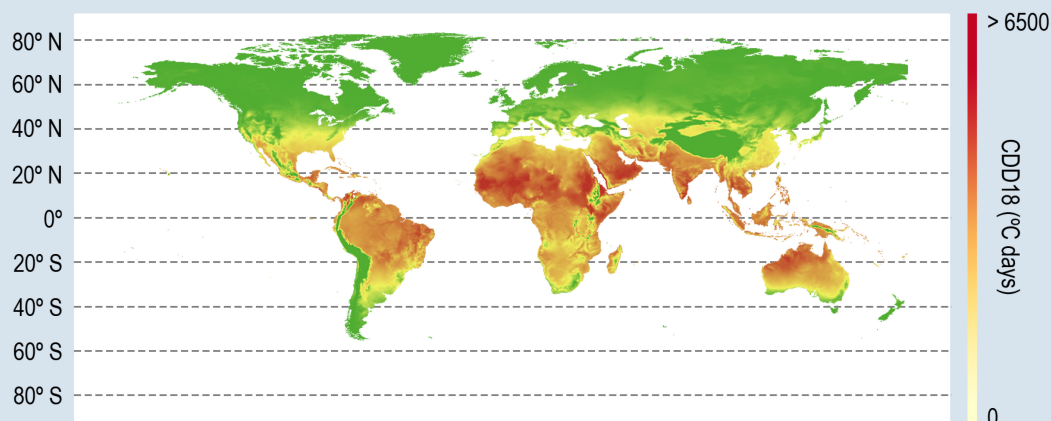 80º N
60º N
40º N
20º N
0º
20º S
40º S
60º S
80º S
> 6500
CDD18 (ºC days)
0